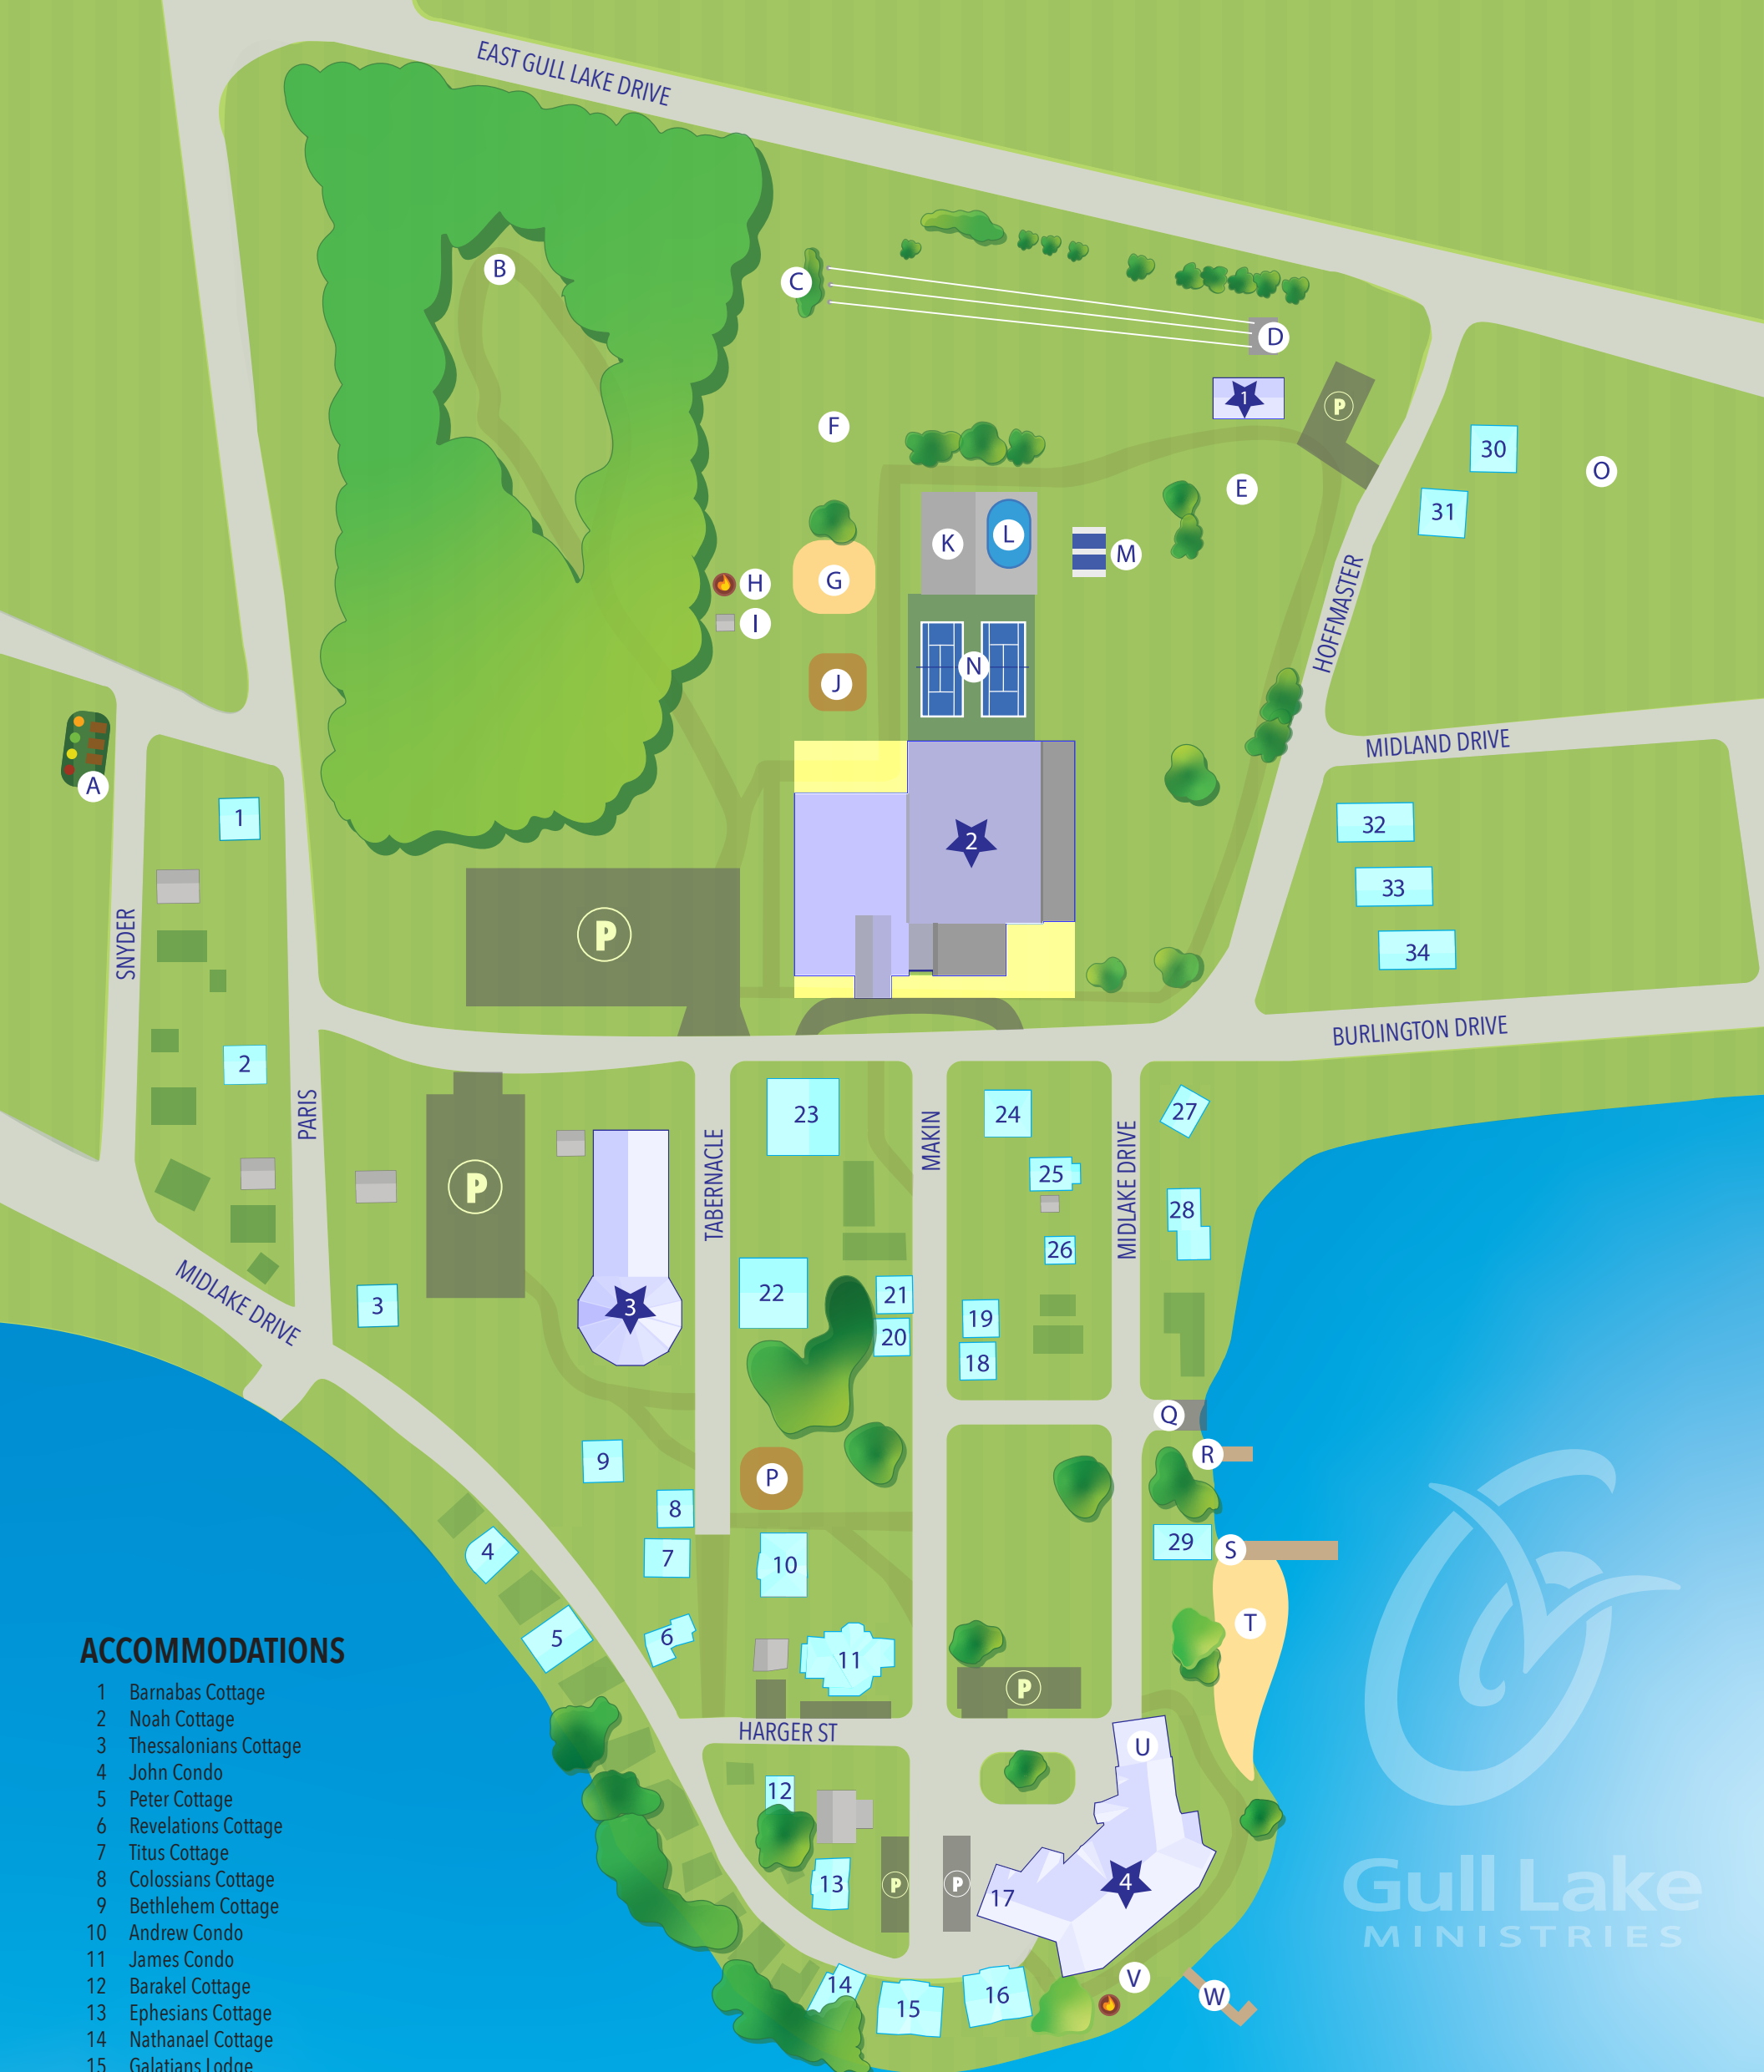 EAST GULL LAKE DRIVE
B
C
D
1
P
F
30
O
E
31
K
L
M
G
H
I
HOFFMASTER
N
J
MIDLAND DRIVE
A
1
32
2
33
SNYDER
P
34
BURLINGTON DRIVE
2
PARIS
23
24
27
MAKIN
TABERNACLE
MIDLAKE DRIVE
25
P
28
26
MIDLAKE DRIVE
3
3
22
21
19
20
18
Q
R
9
P
8
29
S
4
7
10
T
5
6
11
P
HARGER ST
U
12
13
P
P
17
4
V
14
15
16
W
Gull Lake
MINISTRIES
ACCOMMODATIONS
1 Barnabas Cottage
2 Noah Cottage
3 Thessalonians Cottage
4 John Condo
5 Peter Cottage
6 Revelations Cottage
7 Titus Cottage
8 Colossians Cottage
9 Bethlehem Cottage
10 Andrew Condo
11 James Condo
12 Barakel Cottage
13 Ephesians Cottage
14 Nathanael Cottage
15 Galatians Lodge